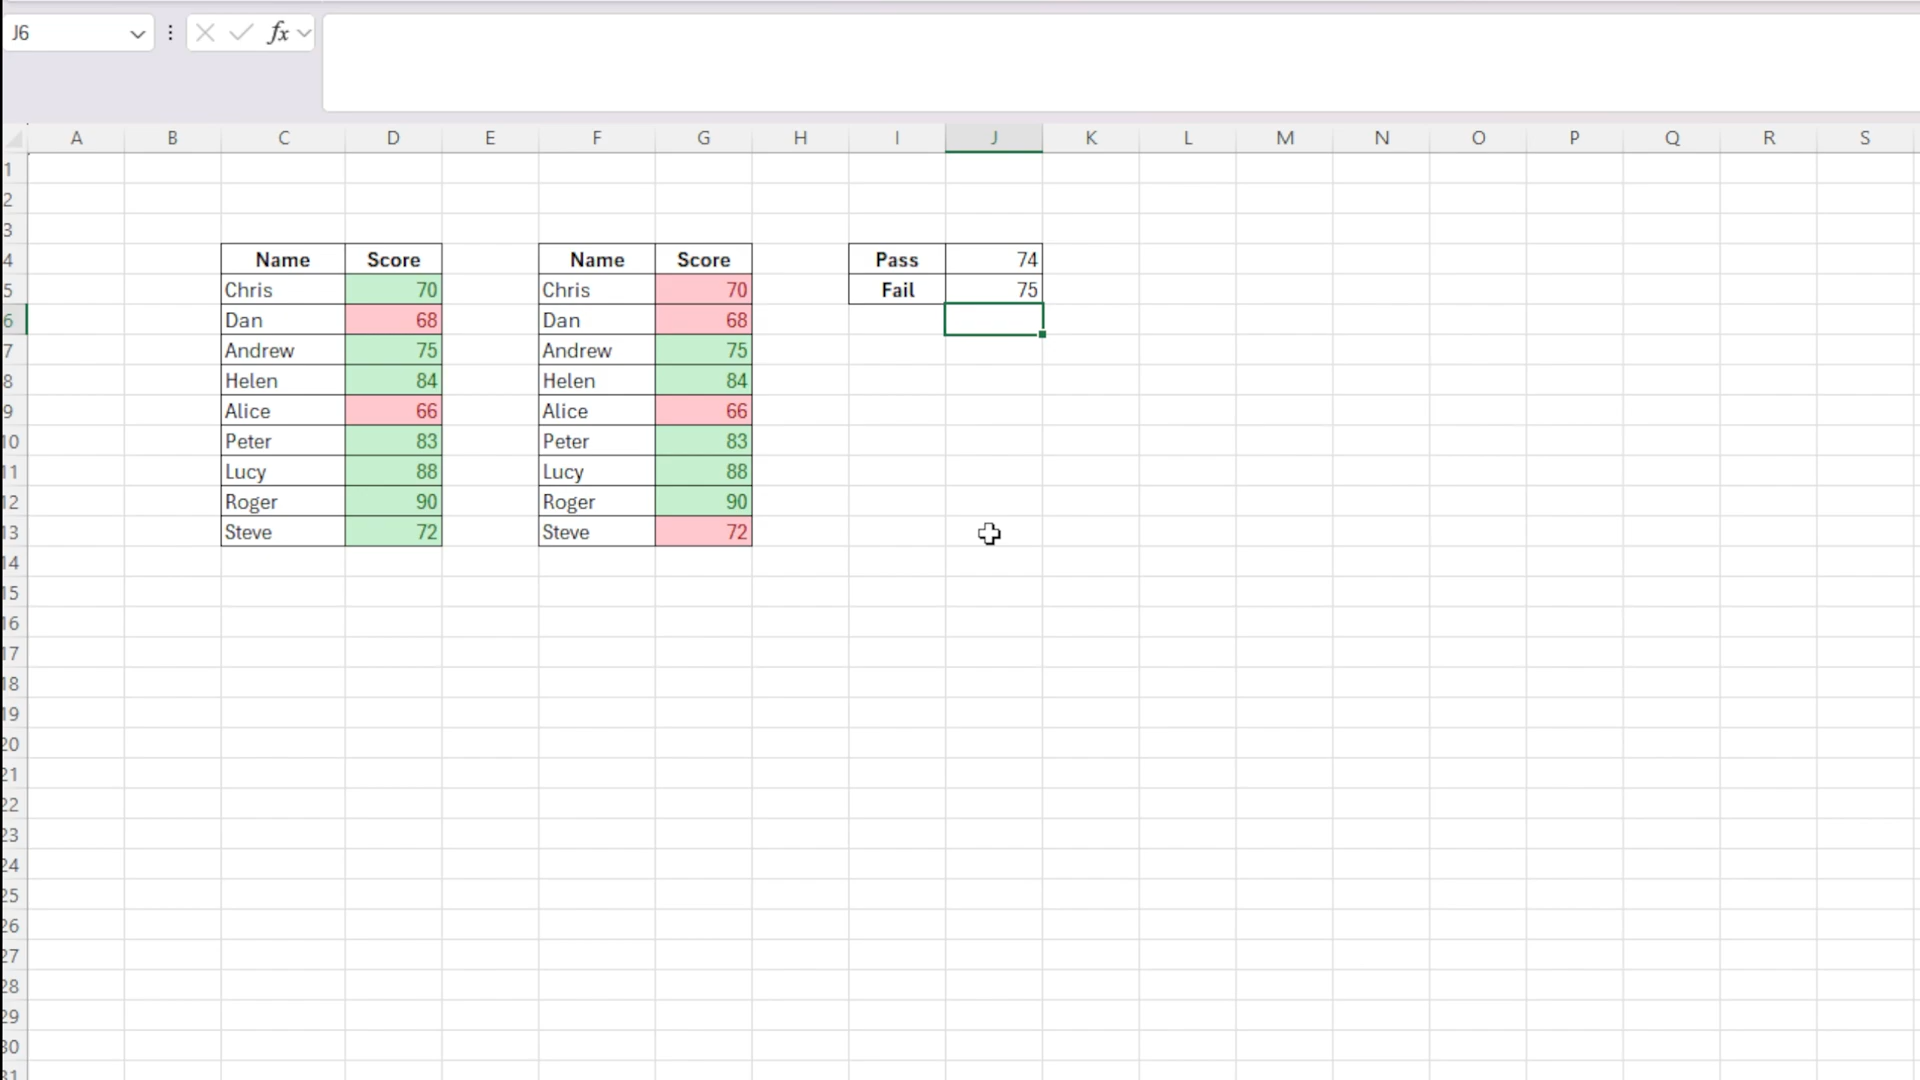 J6 fx
A B C D E F G H I J K L M N O P Q R S
1
2
3
4 Name Score Name Score Pass 74
5 Chris 70 Chris 70 Fail 75
6 Dan 68 Dan 68
7 Andrew 75 Andrew 75
8 Helen 84 Helen 84
9 Alice 66 Alice 66
10 Peter 83 Peter 83
11 Lucy 88 Lucy 88
12 Roger 90 Roger 90
13 Steve 72 Steve 72
14
15
16
17
18
19
20
21
22
23
24
25
26
27
28
29
30
31